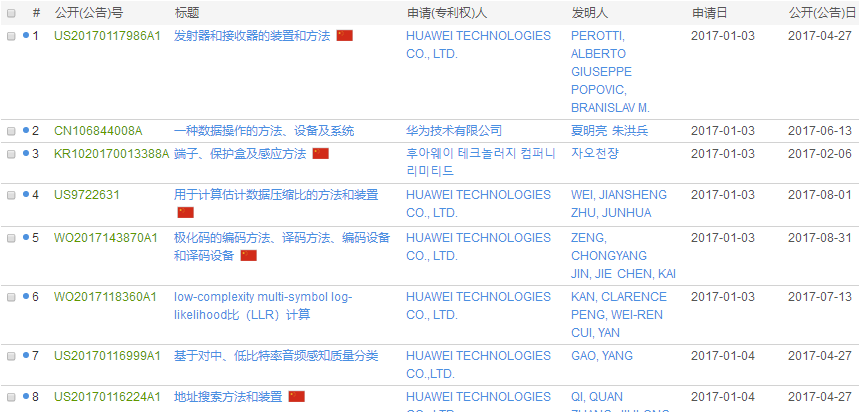 # 公开(公告)号 标题 申请(专利权)人 发明人 申请日 公开(公告)日
1 US20170117986A1 发射器和接收器的装置和方法 HUAWEI TECHNOLOGIES PEROTTI, 2017-01-03 2017-04-27
CO., LTD. ALBERTO
GIUSEPPE
POPOVIC,
BRANISLAV M.
2 CN106844008A 一种数据操作的方法、设备及系统 华为技术有限公司 夏明亮 朱洪兵 2017-01-03 2017-06-13
3 KR1020170013388A 端子、保护盒及感应方法 후아웨이 테크놀러지 컴퍼니 자오천쟝 2017-01-03 2017-02-06
리미티드
4 US9722631 用于计算估计数据压缩比的方法和装置 HUAWEI TECHNOLOGIES WEI, JIANSHENG 2017-01-03 2017-08-01
CO., LTD. ZHU, JUNHUA
5 WO2017143870A1 极化码的编码方法、译码方法、编码设备 HUAWEI TECHNOLOGIES ZENG, 2017-01-03 2017-08-31
和译码设备 CO., LTD. CHONGYANG
JIN, JIE CHEN, KAI
6 WO2017118360A1 low-complexity multi-symbol log- HUAWEI TECHNOLOGIES KAN, CLARENCE 2017-01-03 2017-07-13
likelihood比（LLR）计算 CO., LTD. PENG, WEI-REN
CUI, YAN
7 US20170116999A1 基于对中、低比特率音频感知质量分类 HUAWEI TECHNOLOGIES GAO, YANG 2017-01-04 2017-04-27
CO.,LTD.
8 US20170116224A1 地址搜索方法和装置 HUAWEI TECHNOLOGIES QI, QUAN 2017-01-04 2017-04-27